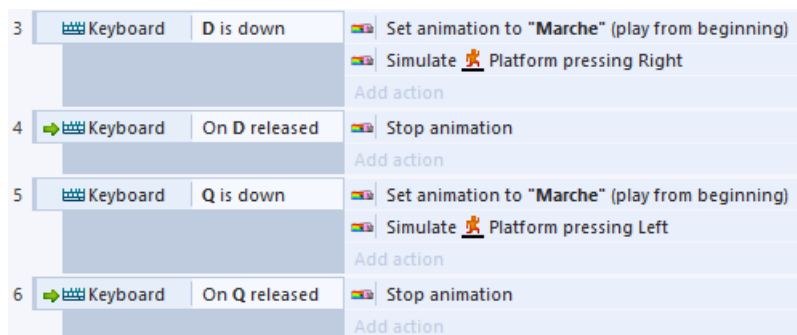 3 Keyboard D is down Set animation to "Marche" (play from beginning)
Simulate Platform pressing Right
Add action
4 Keyboard On D released Stop animation
Add action
5 Keyboard Q is down Set animation to "Marche" (play from beginning)
Simulate Platform pressing Left
Add action
6 Keyboard On Q released Stop animation
Add action